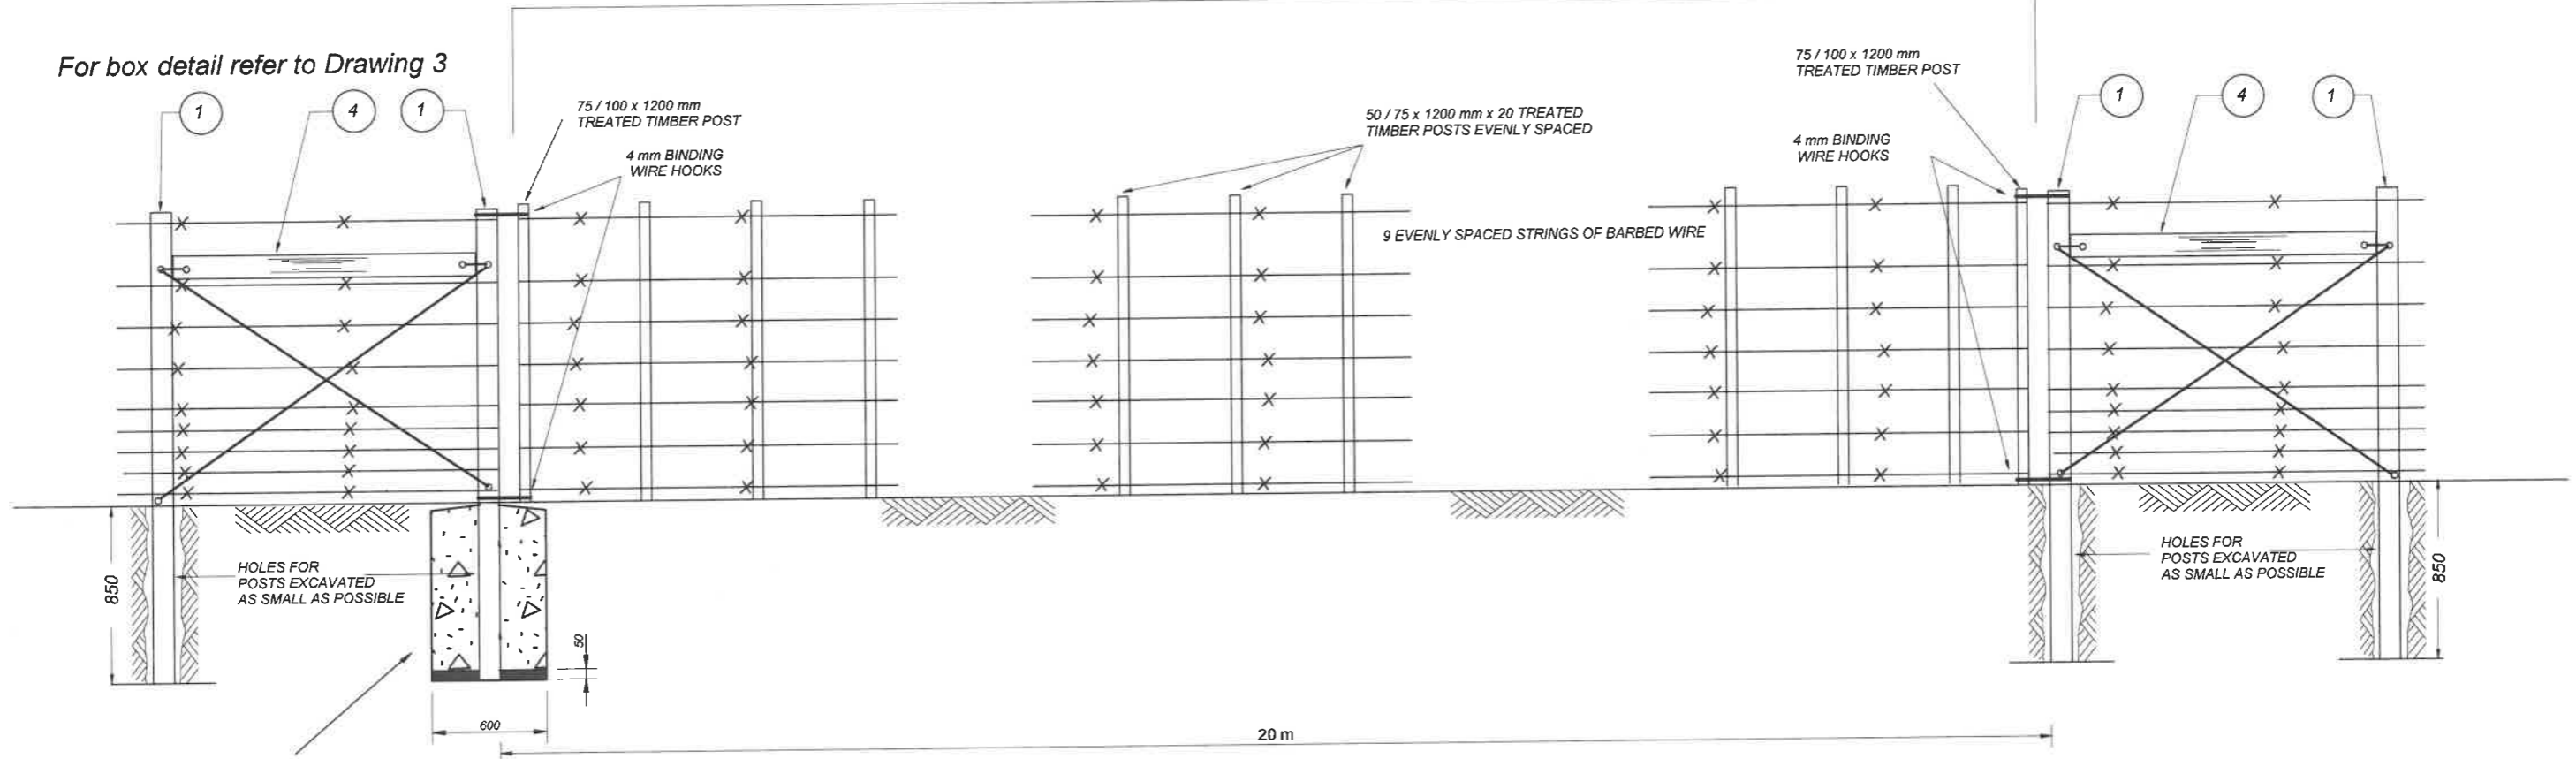 For box detail refer to Drawing 3
1
4
1
75 / 100 x 1200 mm
TREATED TIMBER POST
4 mm BINDING
WIRE HOOKS
50 / 75 x 1200 mm x 20 TREATED
TIMBER POSTS EVENLY SPACED
9 EVENLY SPACED STRINGS OF BARBED WIRE
75 / 100 x 1200 mm
TREATED TIMBER POST
4 mm BINDING
WIRE HOOKS
1
4
1
850
HOLES FOR
POSTS EXCAVATED
AS SMALL AS POSSIBLE
50
600
20 m
HOLES FOR
POSTS EXCAVATED
AS SMALL AS POSSIBLE
850